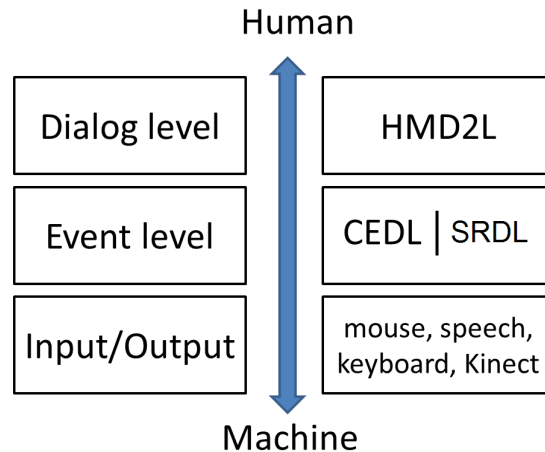 Human
Dialog level
HMD2L
Event level
CEDL | SRDL
Input/Output
mouse, speech,
keyboard, Kinect
Machine